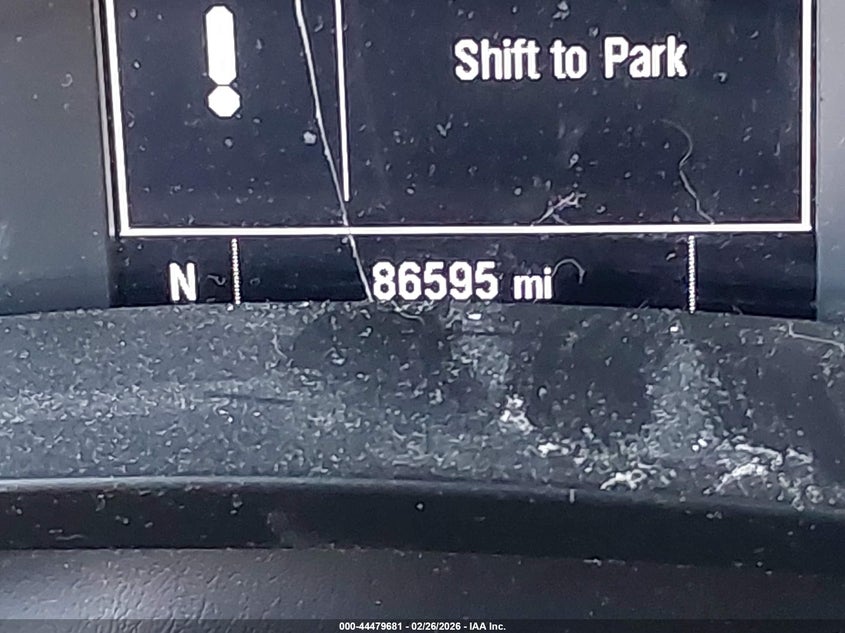 !
Shift to Park
N 86595 mi
000-44479681 - 02/26/2026 - IAA Inc.